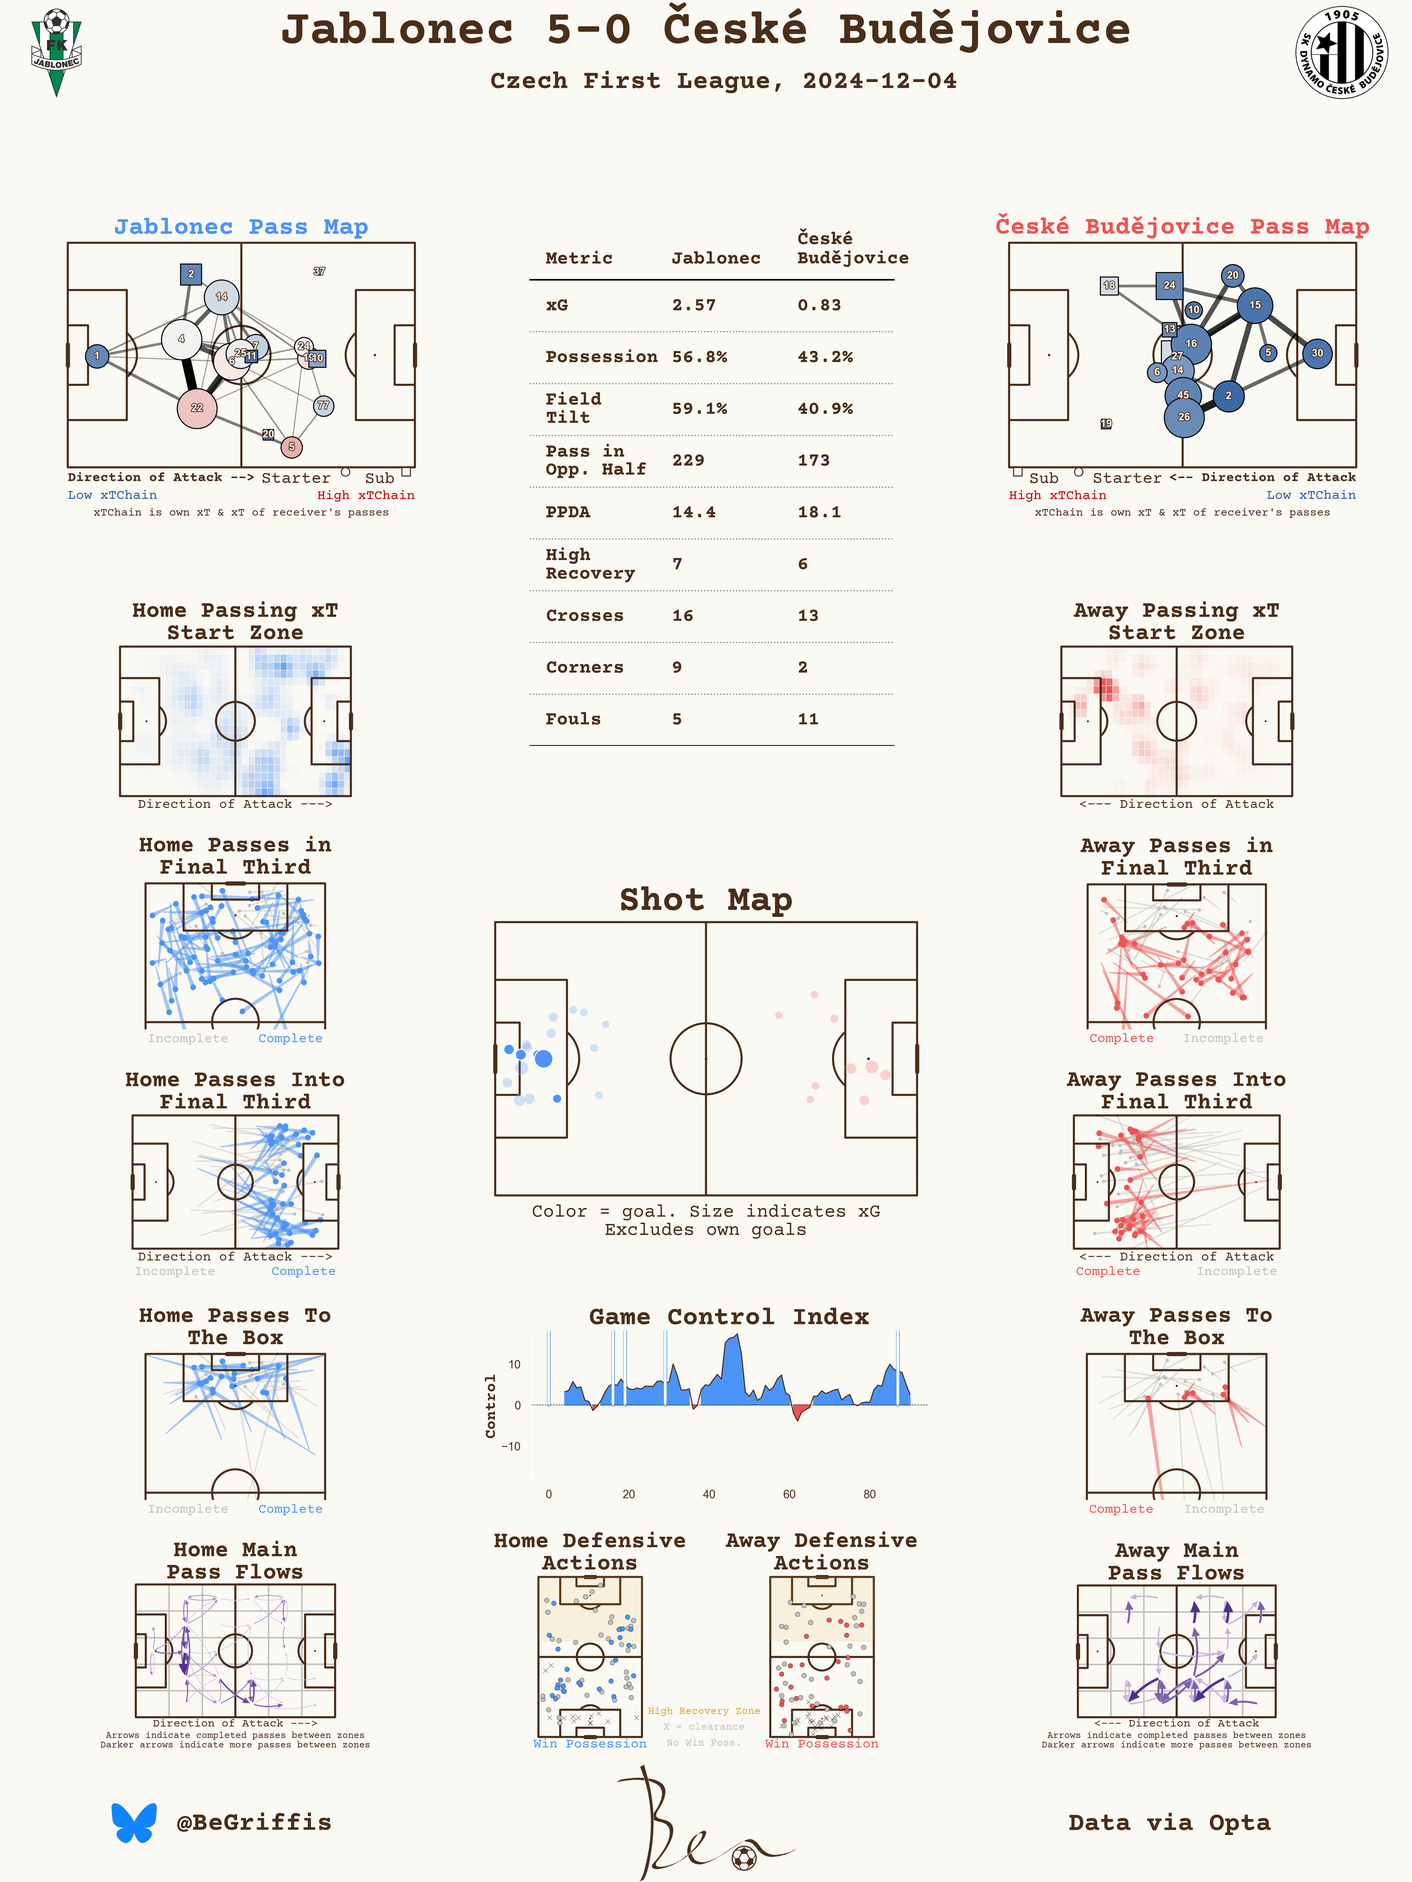 Jablonec 5-0 České Budějovice
Czech First League, 2024-12-04
FK
JABLONEC
1905
SK DYNAMO ČESKÉ BUDĚJOVICE
Jablonec Pass Map
2
37
14
4
1
25
7
11
6
24
15
10
22
77
20
5
Direction of Attack --> Starter Sub
Low xTChain High xTChain
xTChain is own xT & xT of receiver's passes
Metric Jablonec České Budějovice
xG 2.57 0.83
Possession 56.8% 43.2%
Field Tilt 59.1% 40.9%
Pass in Opp. Half 229 173
PPDA 14.4 18.1
High Recovery 7 6
Crosses 16 13
Corners 9 2
Fouls 5 11
České Budějovice Pass Map
18
24
20
10
15
13
16
27
5
30
6
14
45
2
26
19
Sub Starter <-- Direction of Attack
High xTChain Low xTChain
xTChain is own xT & xT of receiver's passes
Home Passing xT
Start Zone
Direction of Attack --->
Away Passing xT
Start Zone
<--- Direction of Attack
Home Passes in
Final Third
Incomplete Complete
Away Passes in
Final Third
Complete Incomplete
Shot Map
Color = goal. Size indicates xG
Excludes own goals
Home Passes Into
Final Third
Direction of Attack --->
Incomplete Complete
Away Passes Into
Final Third
<--- Direction of Attack
Complete Incomplete
Home Passes To
The Box
Incomplete Complete
Game Control Index
Control
10
0
−10
0 20 40 60 80
Away Passes To
The Box
Complete Incomplete
Home Main
Pass Flows
Direction of Attack --->
Arrows indicate completed passes between zones
Darker arrows indicate more passes between zones
Home Defensive
Actions
Win Possession
Away Defensive
Actions
Win Possession
High Recovery Zone
X = clearance
No Win Poss.
Away Main
Pass Flows
<--- Direction of Attack
Arrows indicate completed passes between zones
Darker arrows indicate more passes between zones
@BeGriffis
Ben
Data via Opta